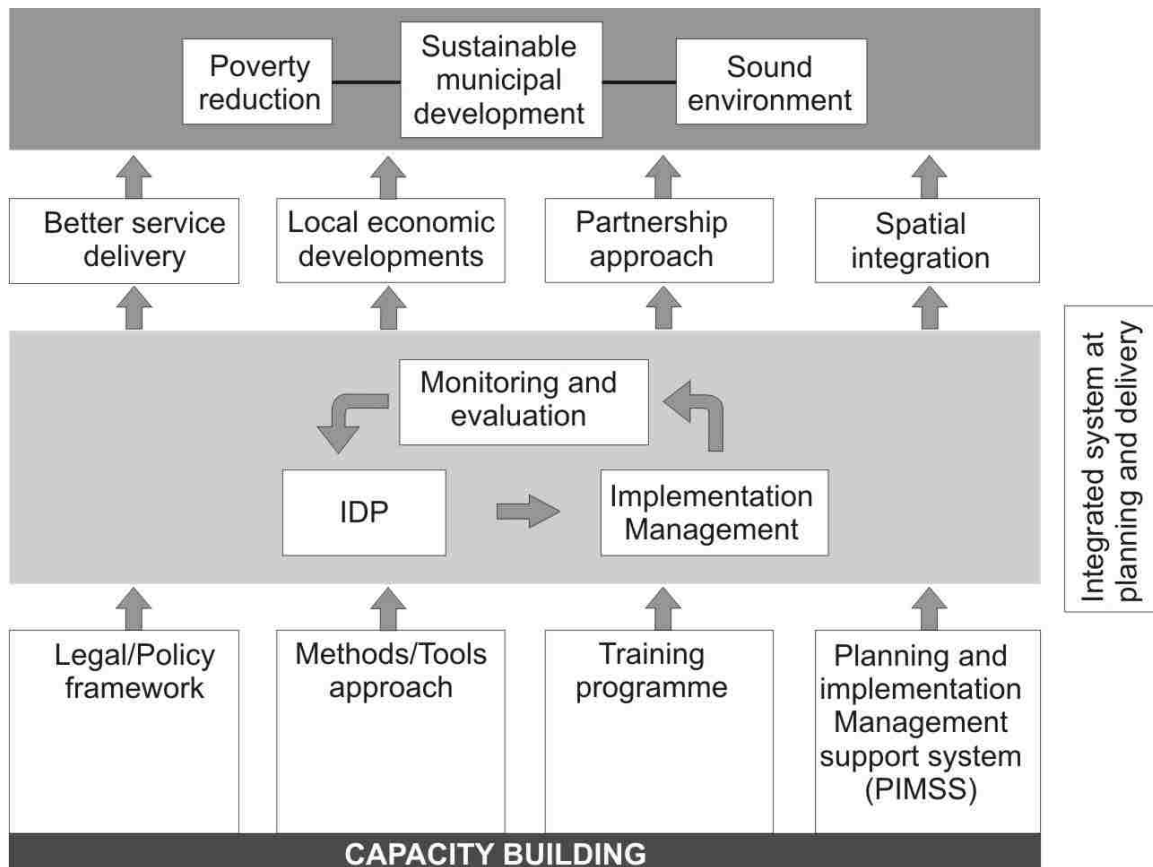 Poverty
reduction
Sustainable
municipal
development
Sound
environment
Better service
delivery
Local economic
developments
Partnership
approach
Spatial
integration
Monitoring and
evaluation
IDP
Implementation
Management
Integrated system at
planning and delivery
Legal/Policy
framework
Methods/Tools
approach
Training
programme
Planning and
implementation
Management
support system
(PIMSS)
CAPACITY BUILDING